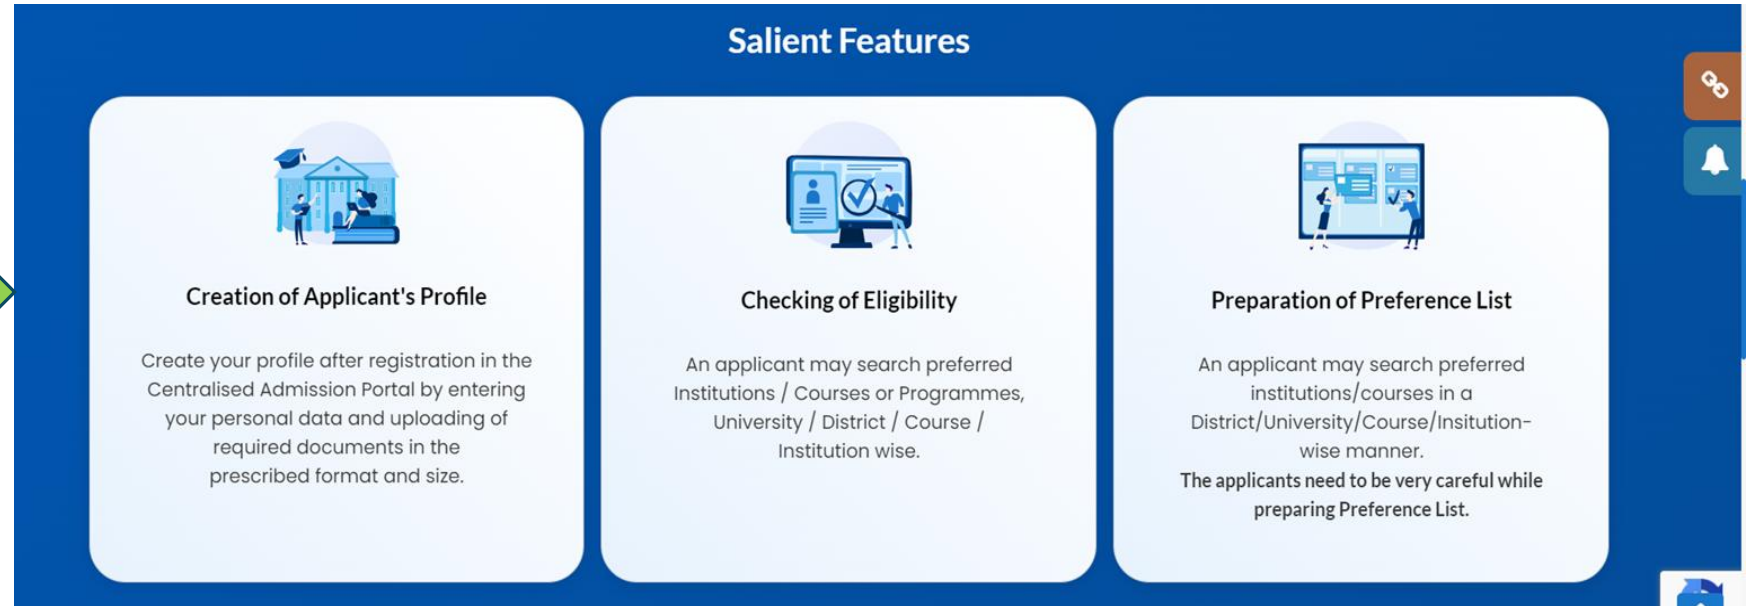 Salient Features
Creation of Applicant's Profile
Create your profile after registration in the
Centralised Admission Portal by entering
your personal data and uploading of
required documents in the
prescribed format and size.
Checking of Eligibility
An applicant may search preferred
Institutions / Courses or Programmes,
University / District / Course /
Institution wise.
Preparation of Preference List
An applicant may search preferred
institutions/courses in a
District/University/Course/Insitution-
wise manner.
The applicants need to be very careful while
preparing Preference List.